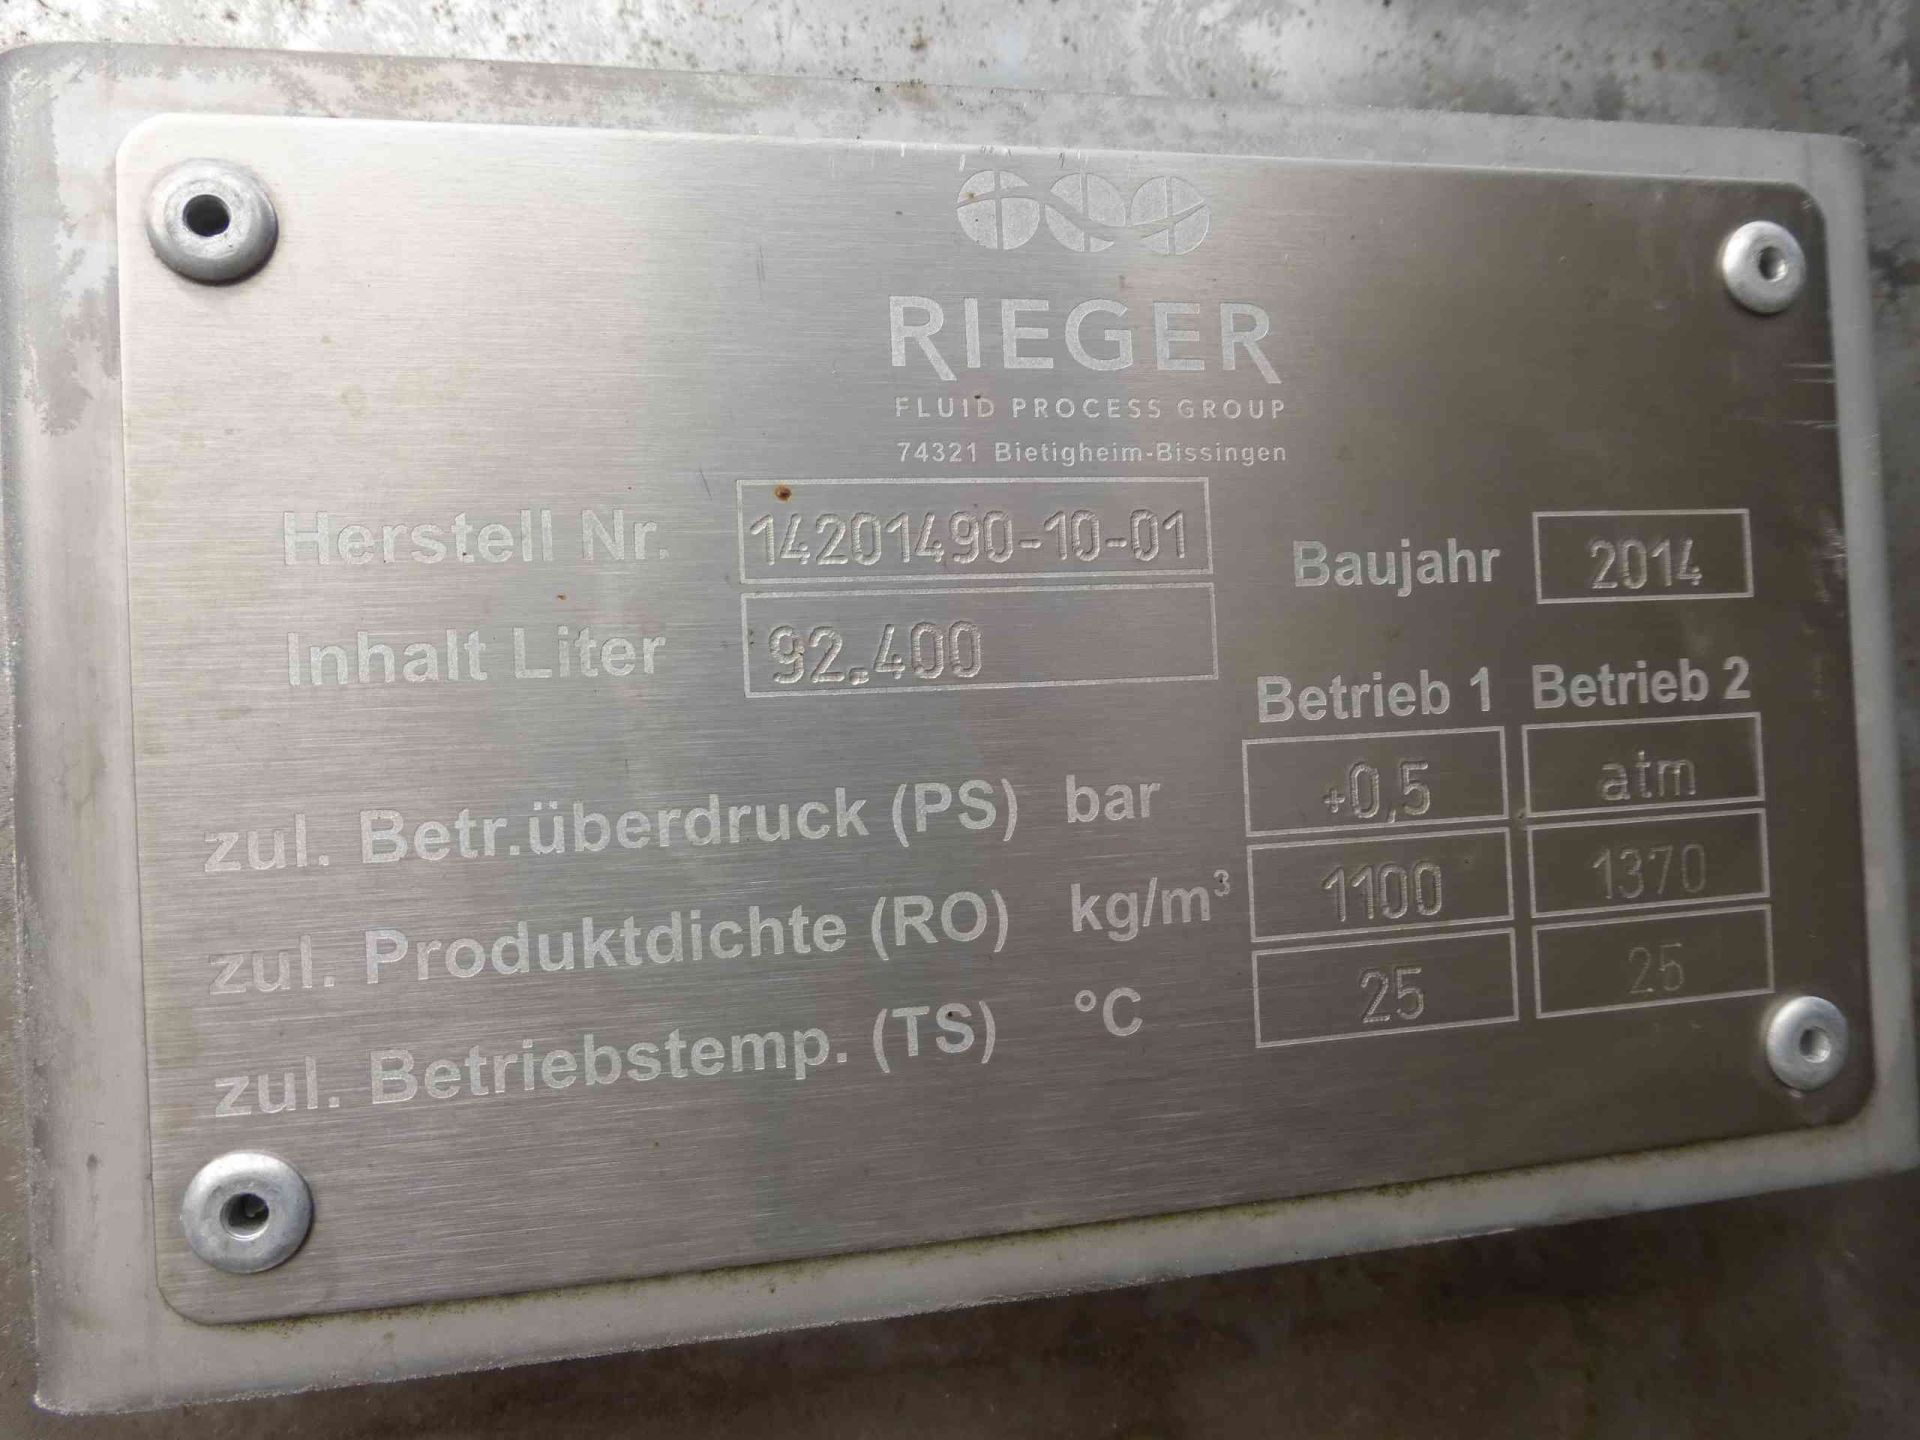 RIEGER
FLUID PROCESS GROUP
74321 Bietigheim-Bissingen
Herstell Nr. 14201490-10-01 Baujahr 2014
Inhalt Liter 92.400
Betrieb 1 Betrieb 2
zul. Betr.überdruck (PS) bar +0,5 atm
zul. Produktdichte (RO) kg/m³ 1100 1370
zul. Betriebstemp. (TS) °C 25 25